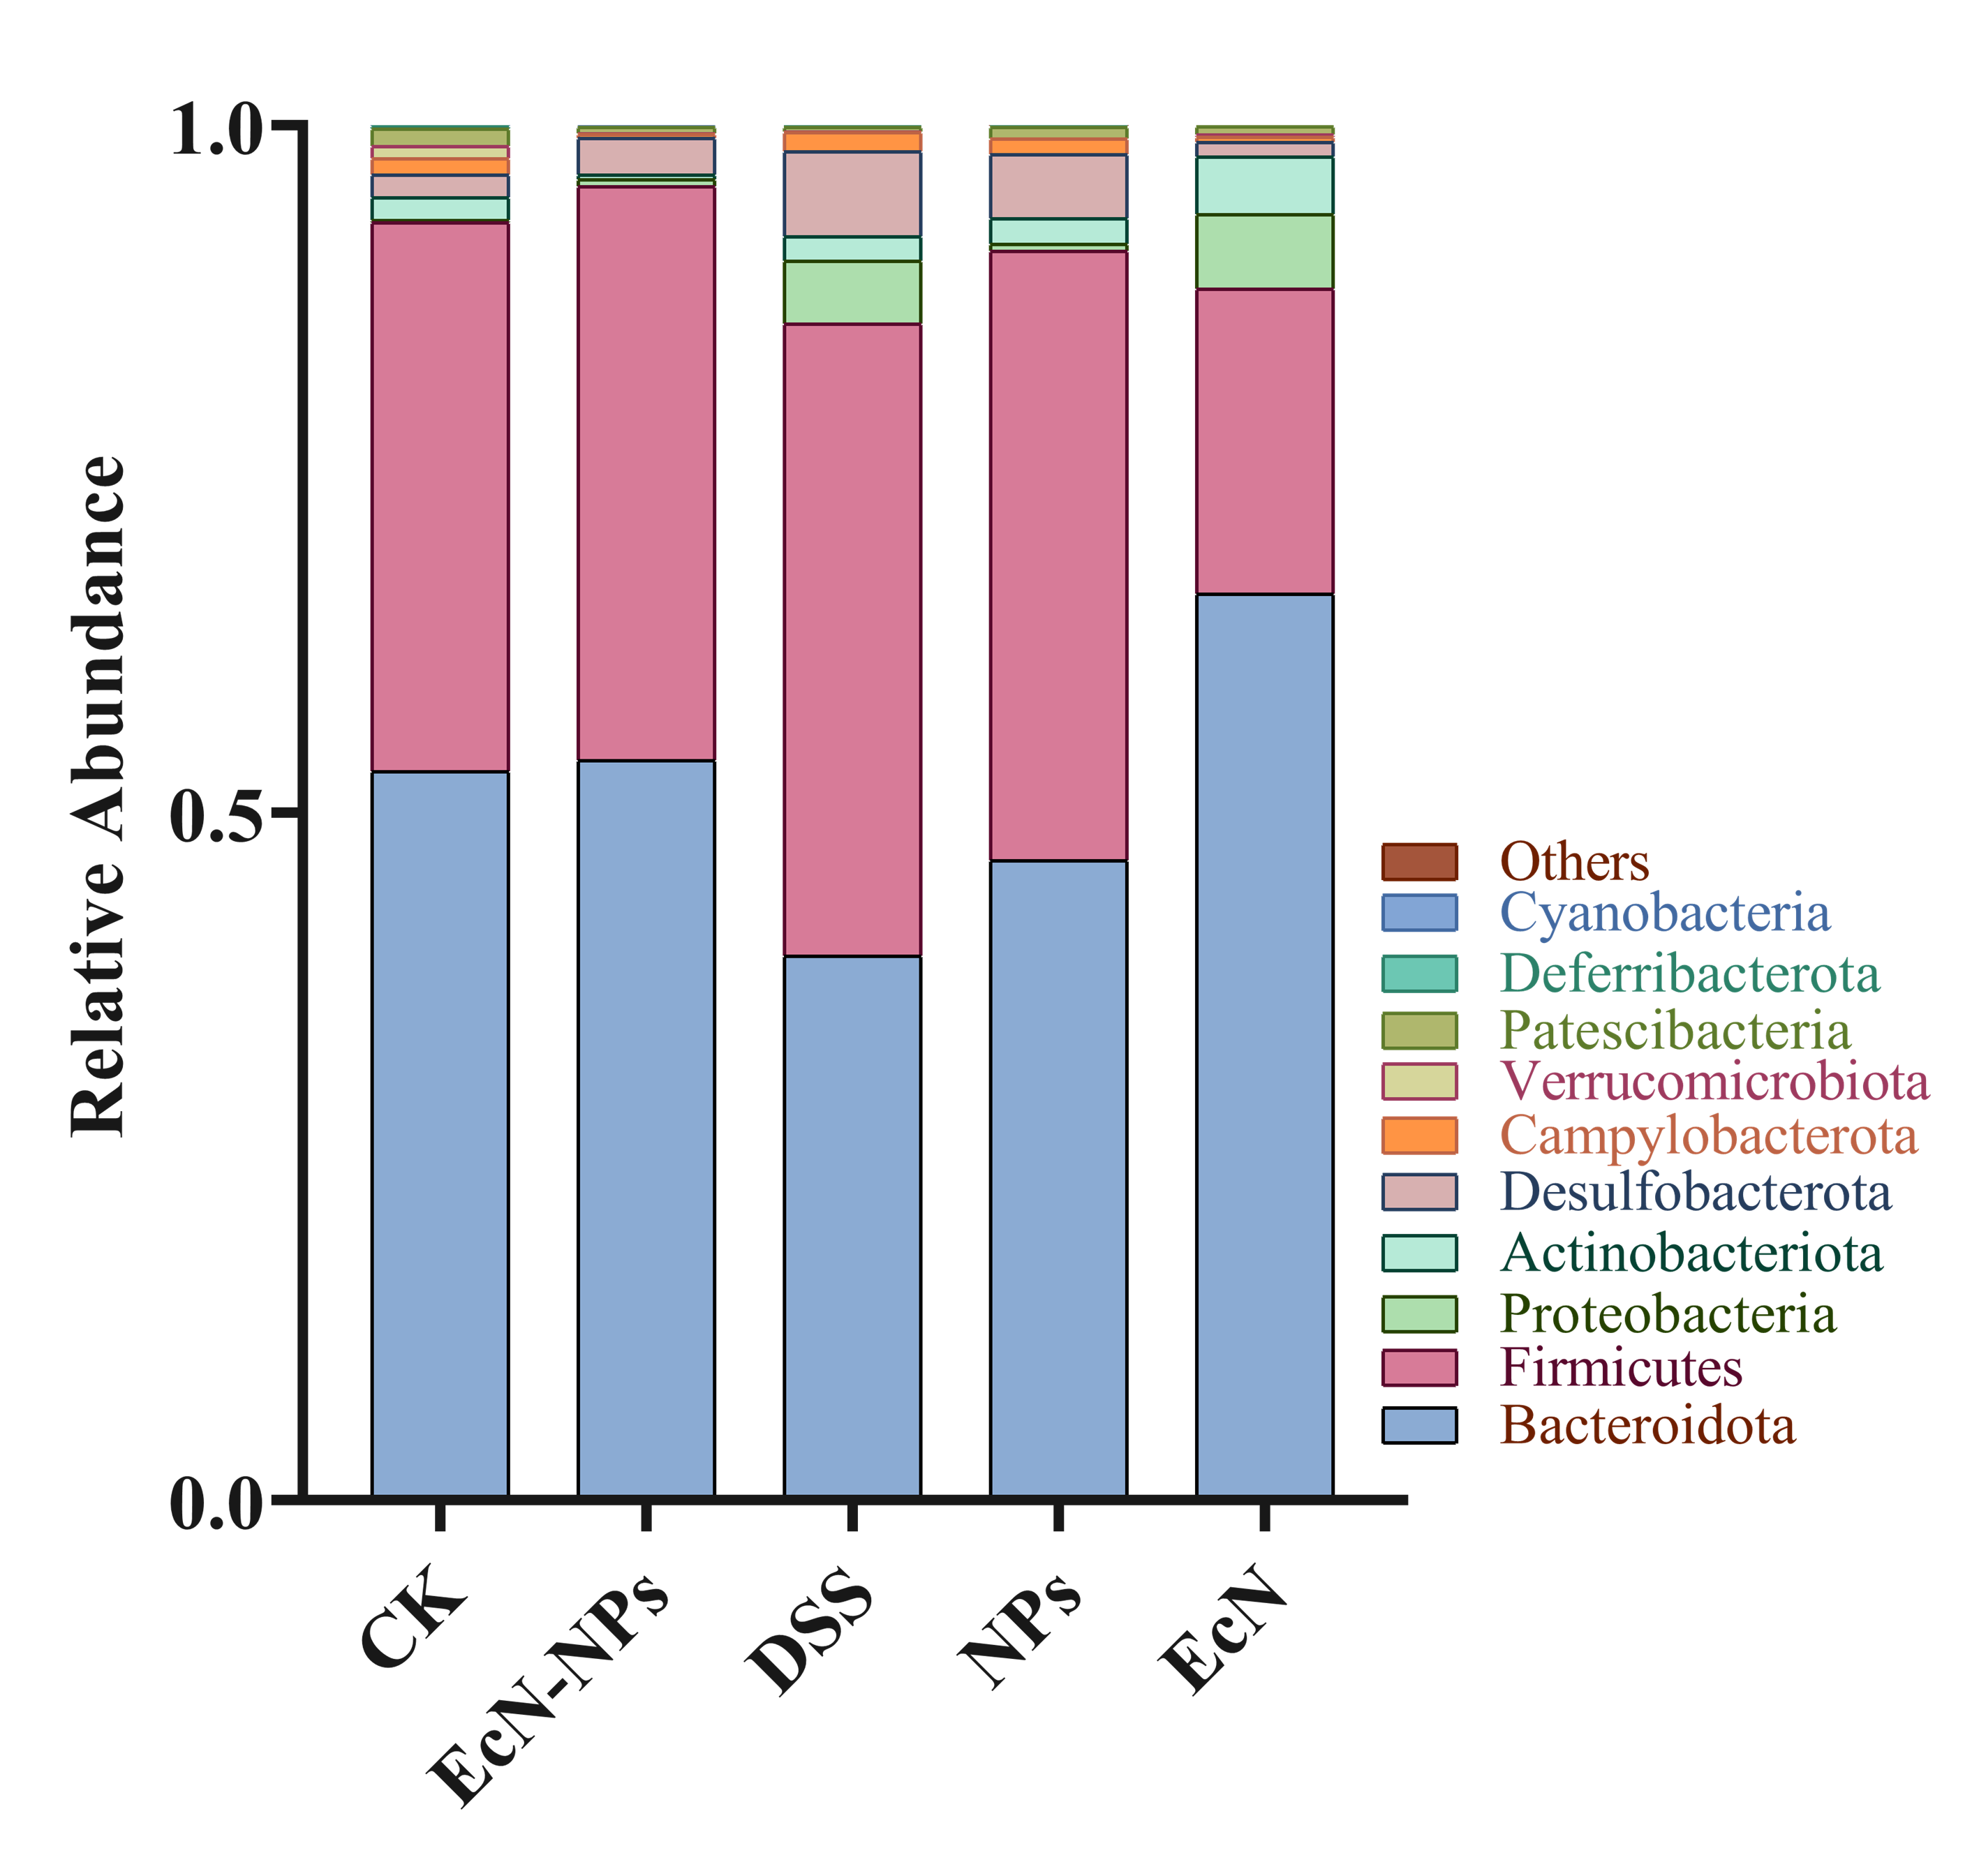 Relative Abundance
1.0
0.5
0.0
CK
EcN-NPs
DSS
NPs
EcN
Others
Cyanobacteria
Deferribacterota
Patescibacteria
Verrucomicrobiota
Campylobacterota
Desulfobacterota
Actinobacteriota
Proteobacteria
Firmicutes
Bacteroidota